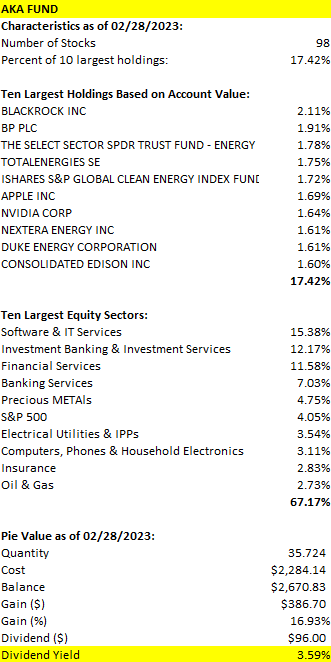 AKA FUND
Characteristics as of 02/28/2023:
Number of Stocks 98
Percent of 10 largest holdings: 17.42%
Ten Largest Holdings Based on Account Value:
BLACKROCK INC 2.11%
BP PLC 1.91%
THE SELECT SECTOR SPDR TRUST FUND - ENERGY 1.78%
TOTALENERGIES SE 1.75%
ISHARES S&P GLOBAL CLEAN ENERGY INDEX FUND 1.72%
APPLE INC 1.69%
NVIDIA CORP 1.64%
NEXTERA ENERGY INC 1.61%
DUKE ENERGY CORPORATION 1.61%
CONSOLIDATED EDISON INC 1.60%
17.42%
Ten Largest Equity Sectors:
Software & IT Services 15.38%
Investment Banking & Investment Services 12.17%
Financial Services 11.58%
Banking Services 7.03%
Precious METAls 4.75%
S&P 500 4.05%
Electrical Utilities & IPPs 3.54%
Computers, Phones & Household Electronics 3.11%
Insurance 2.83%
Oil & Gas 2.73%
67.17%
Pie Value as of 02/28/2023:
Quantity 35.724
Cost $2,284.14
Balance $2,670.83
Gain ($) $386.70
Gain (%) 16.93%
Dividend ($) $96.00
Dividend Yield 3.59%